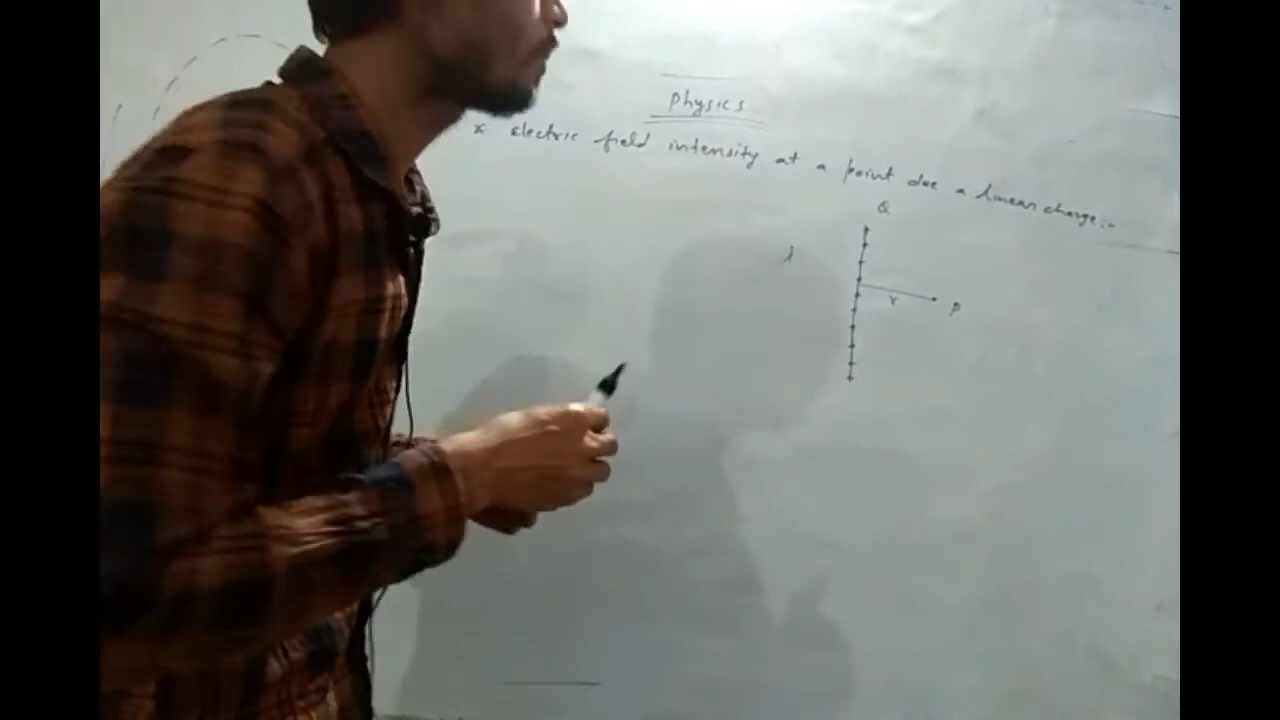 Physics
* electric field intensity at a point due a linear charge:-
Q
λ
r
P